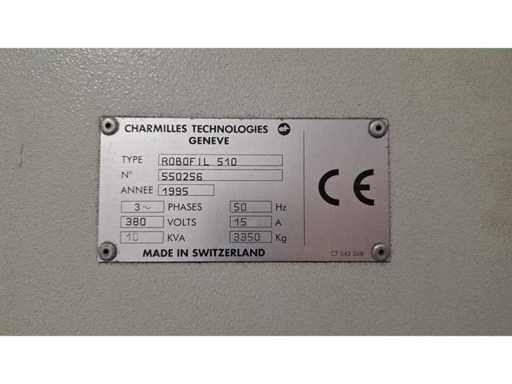 CHARMILLES TECHNOLOGIES
GENEVE
TYPE ROBOFIL 510
N° 550256
ANNEE 1995
3~ PHASES 50 Hz
380 VOLTS 15 A
10 KVA 3350 Kg
MADE IN SWITZERLAND
CE